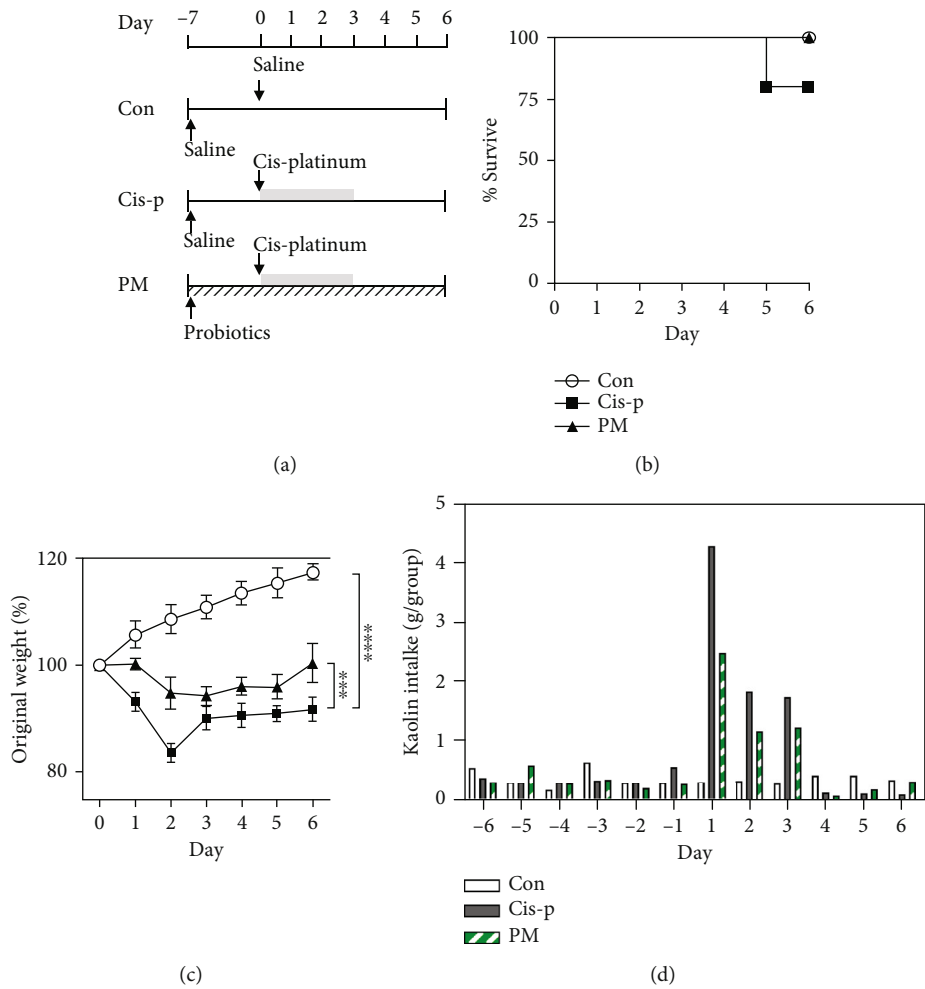 Day −7 0 1 2 3 4 5 6
Saline
Con
Saline
Cis-platinum
Cis-p
Saline
Cis-platinum
PM
Probiotics
(a)
100
75
50
25
0
% Survive
0 1 2 3 4 5 6
Day
Con
Cis-p
PM
(b)
120
100
80
Original weight (%)
****
***
0 1 2 3 4 5 6
Day
(c)
5
4
3
2
1
0
Kaolin intalke (g/group)
−6 −5 −4 −3 −2 −1 1 2 3 4 5 6
Day
Con
Cis-p
PM
(d)